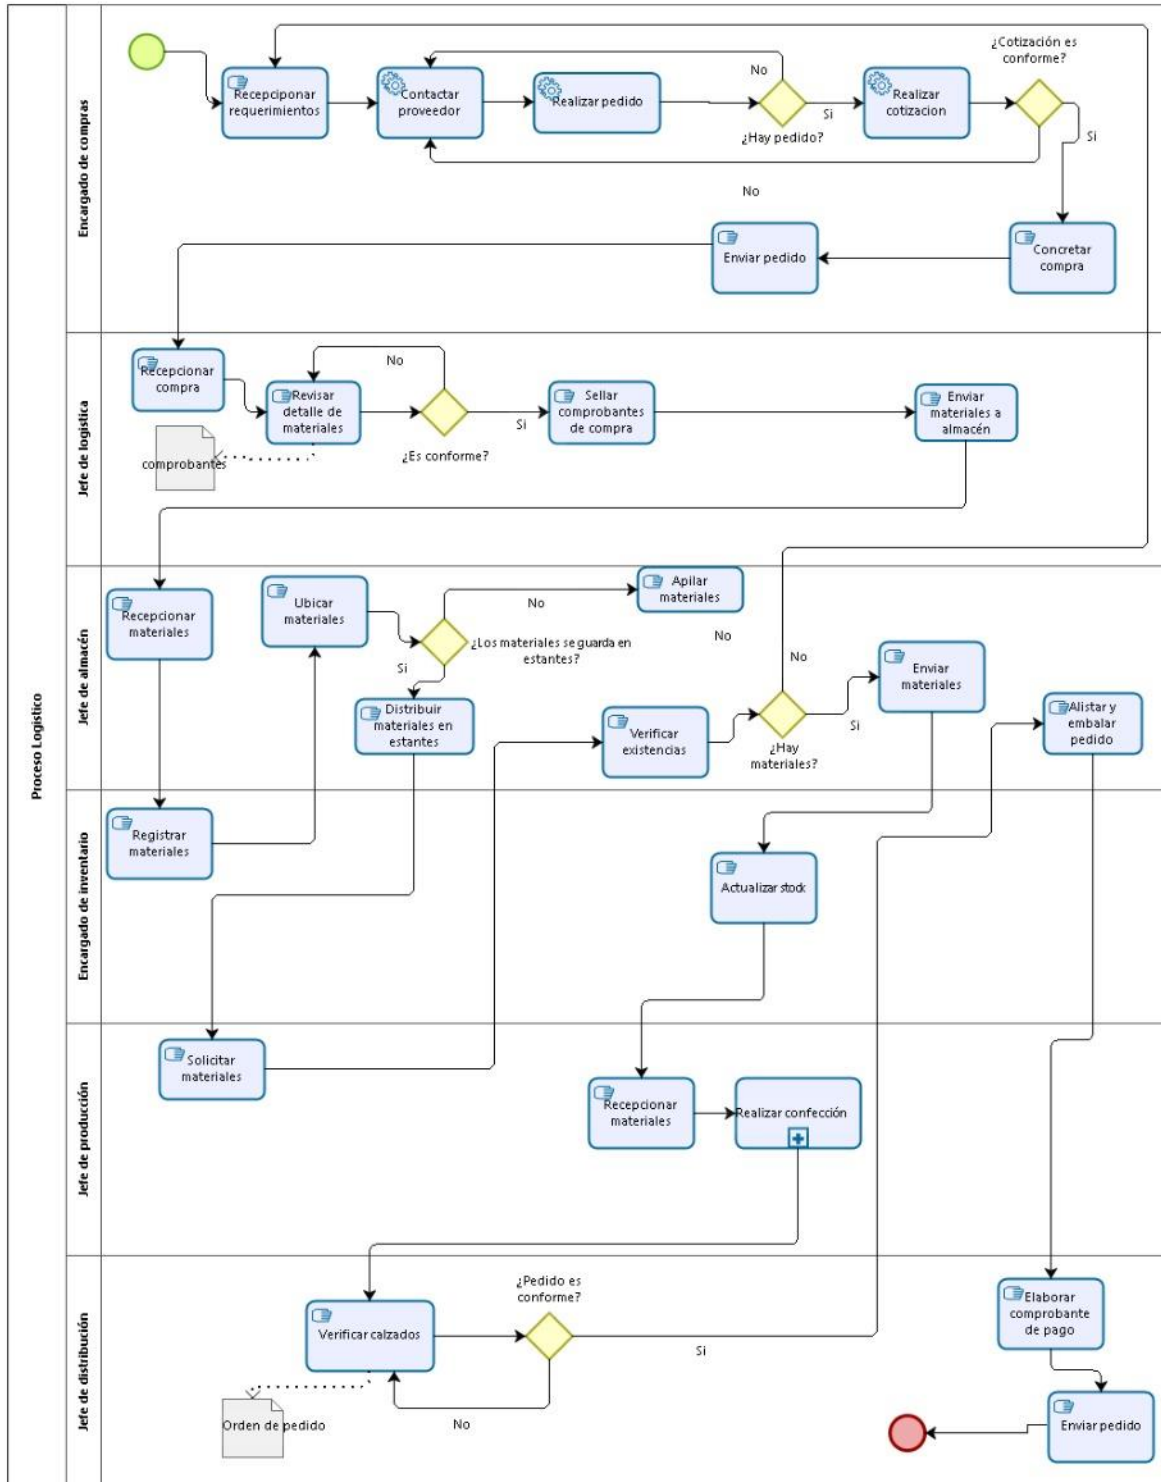 Proceso Logístico
Encargado de compras
¿Cotización es
conforme?
Recepciponar
requerimientos
Contactar
proveedor
Realizar pedido
No
¿Hay pedido?
Si
Realizar
cotizacion
Si
No
Enviar pedido
Concretar
compra
Jefe de logística
Recepcionar
compra
Revisar
detalle de
materiales
No
¿Es conforme?
Si
Sellar
comprobantes
de compra
Enviar
materiales a
almacén
comprobantes
Jefe de almacén
Recepcionar
materiales
Ubicar
materiales
No
Apilar
materiales
No
¿Los materiales se guarda en
estantes?
Si
Distribuir
materiales en
estantes
Verificar
existencias
No
¿Hay
materiales?
Si
Enviar
materiales
Alistar y
embalar
pedido
Encargado de inventario
Registrar
materiales
Actualizar stock
Jefe de producción
Solicitar
materiales
Recepcionar
materiales
Realizar confección
Jefe de distribución
¿Pedido es
conforme?
Verificar calzados
Si
No
Orden de pedido
Elaborar
comprobante
de pago
Enviar pedido